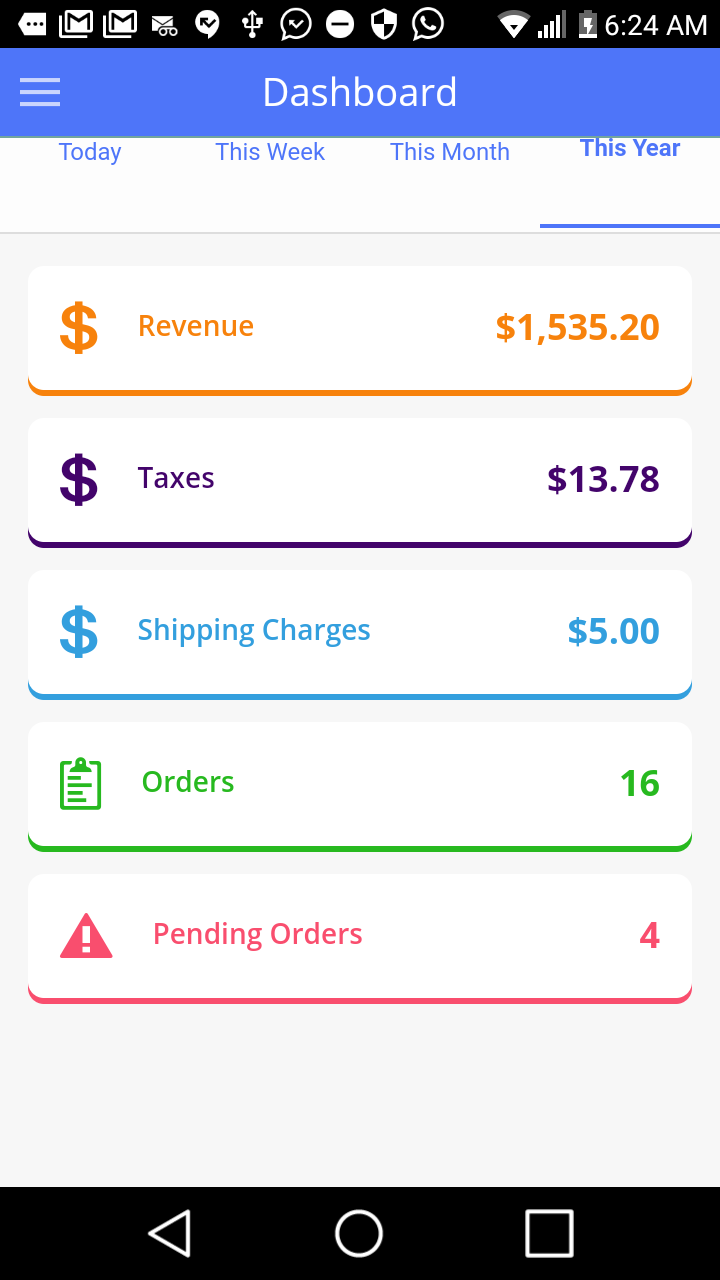 6:24 AM
Dashboard
Today This Week This Month This Year
Revenue $1,535.20
Taxes $13.78
Shipping Charges $5.00
Orders 16
Pending Orders 4